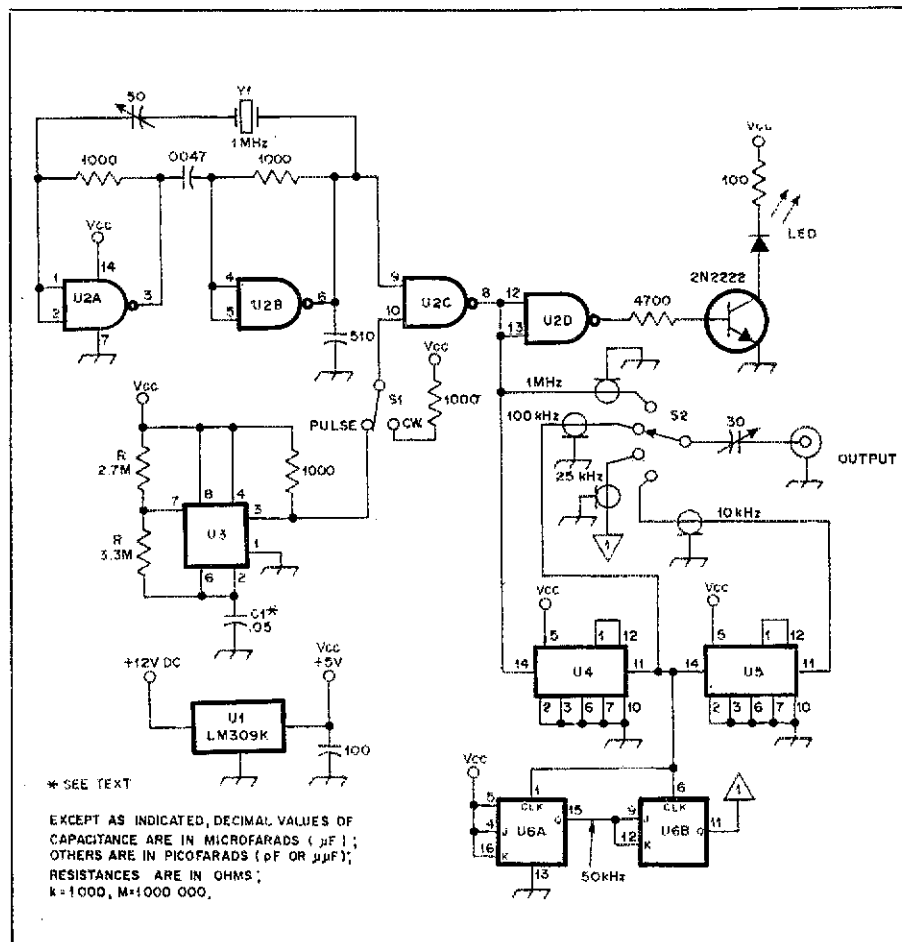 50
Y1
1MHz
1000
.0047
1000
Vcc
14
1
2
U2A
3
7
4
5
U2B
6
510
9
10
U2C
8
12
13
U2D
4700
2N2222
Vcc
100
LED
Vcc
1000
S1
PULSE
CW
1MHz
100 kHz
25 kHz
1
10 kHz
S2
30
OUTPUT
Vcc
R
2.7M
R
3.3M
7
8
4
3
1
6
2
U3
1000
C1*
.05
+12V DC
Vcc
+5V
U1
LM309K
100
Vcc
5
1
12
14
U4
11
2
3
6
7
10
Vcc
5
1
12
14
U5
11
2
3
6
7
10
Vcc
5
4
16
1
CLK
J
K
Q
15
U6A
13
50kHz
6
CLK
9
J
12
K
U6B
Q
11
1
* SEE TEXT
EXCEPT AS INDICATED, DECIMAL VALUES OF
CAPACITANCE ARE IN MICROFARADS (µF);
OTHERS ARE IN PICOFARADS (pF OR µµF);
RESISTANCES ARE IN OHMS;
k=1000, M=1000 000.